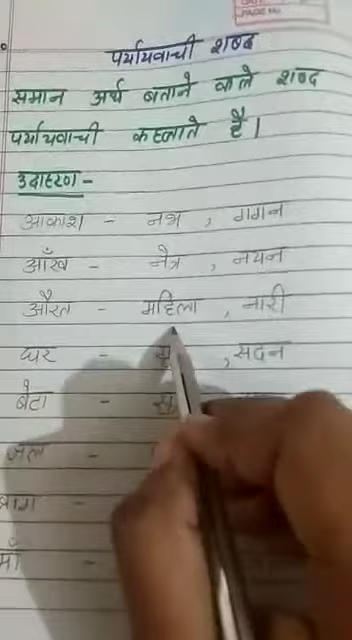 पर्यायवाची शब्द
समान अर्थ बताने वाले शब्द
पर्यायवाची कहलाते हैं।
उदाहरण -
आकाश - नभ , गगन
आँख - नैत्र , नयन
औरत - महिला , नारी
घर - , सदन
बेटा -
जल -
माँ -